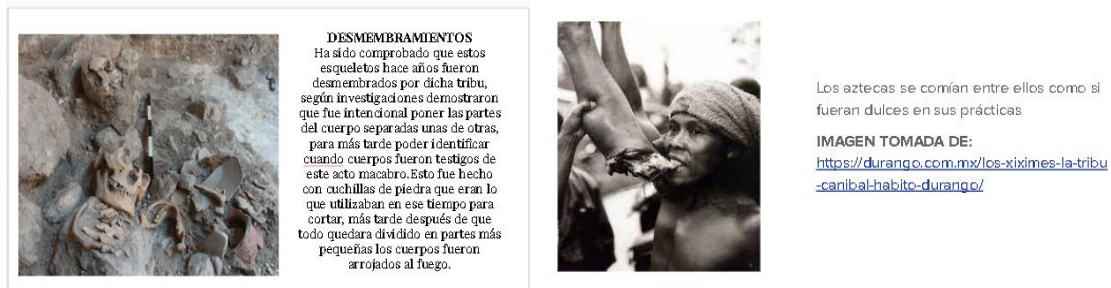 DESMEMBRAMIENTOS
Ha sido comprobado que estos
esqueletos hace años fueron
desmembrados por dicha tribu,
según investigaciones demostraron
que fue intencional poner las partes
del cuerpo separadas unas de otras,
para más tarde poder identificar
cuando cuerpos fueron testigos de
este acto macabro.Esto fue hecho
con cuchillas de piedra que eran lo
que utilizaban en ese tiempo para
cortar, más tarde después de que
todo quedara dividido en partes más
pequeñas los cuerpos fueron
arrojados al fuego.
Los aztecas se comían entre ellos como si
fueran dulces en sus prácticas
IMAGEN TOMADA DE:
https://durango.com.mx/los-xiximes-la-tribu
-canibal-habito-durango/